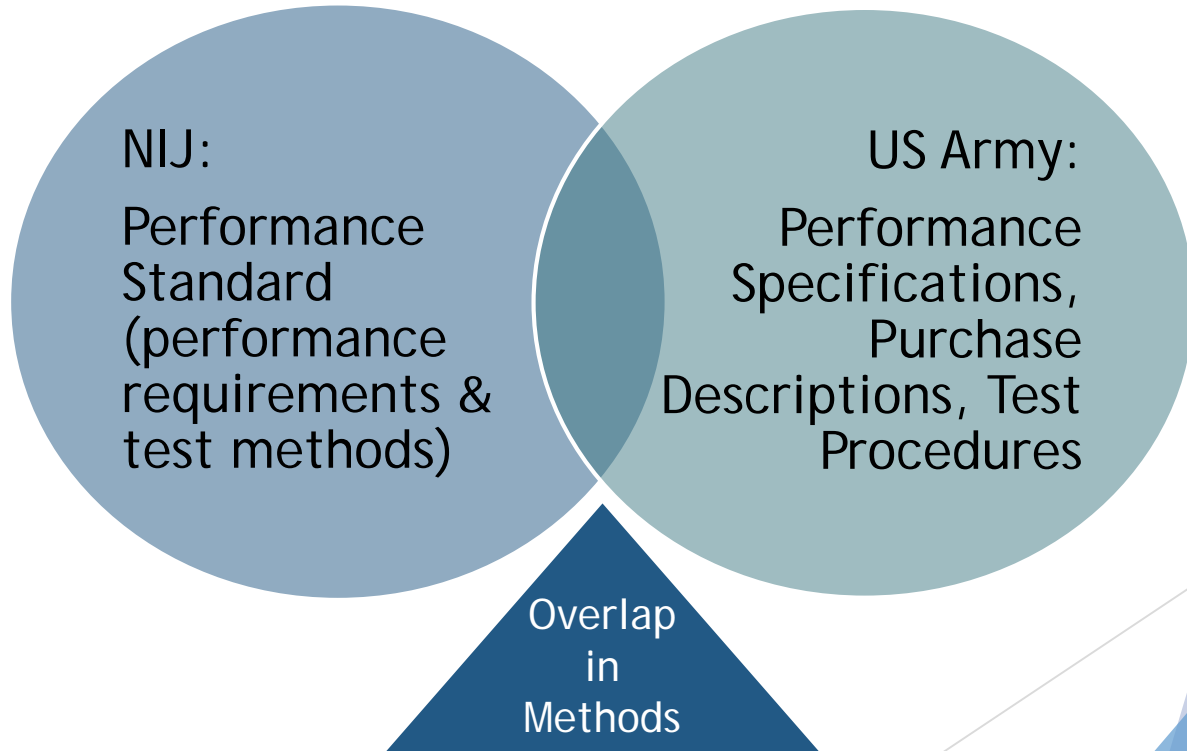 NIJ:
Performance
Standard
(performance
requirements &
test methods)
US Army:
Performance
Specifications,
Purchase
Descriptions, Test
Procedures
Overlap
in
Methods